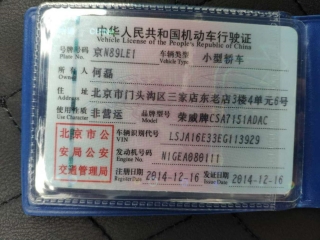 中华人民共和国机动车行驶证
Vehicle License of the People's Republic of China
号牌号码 京N89LE1 车辆类型 小型轿车
Plate No. Vehicle Type
所有人 何磊
Owner
住址 北京市门头沟区三家店东老店3楼4单元6号
Address
使用性质 非营运 品牌型号 荣威牌CSA7151ADAC
Use Character Model
北京市公安局公安交通管理局
车辆识别代号 LSJA16E33EG113929
VIN
发动机号码 N1GEA080111
Engine No.
注册日期 2014-12-16 发证日期 2014-12-16
Register Date Issue Date